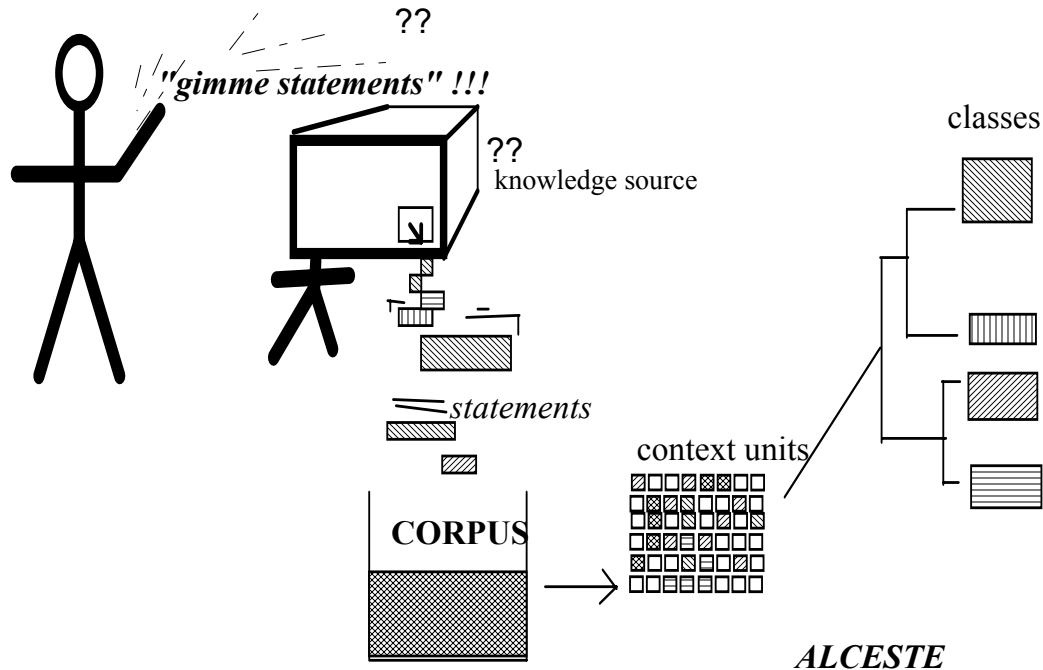 ??
"gimme statements" !!!
classes
??
knowledge source
statements
context units
CORPUS
ALCESTE